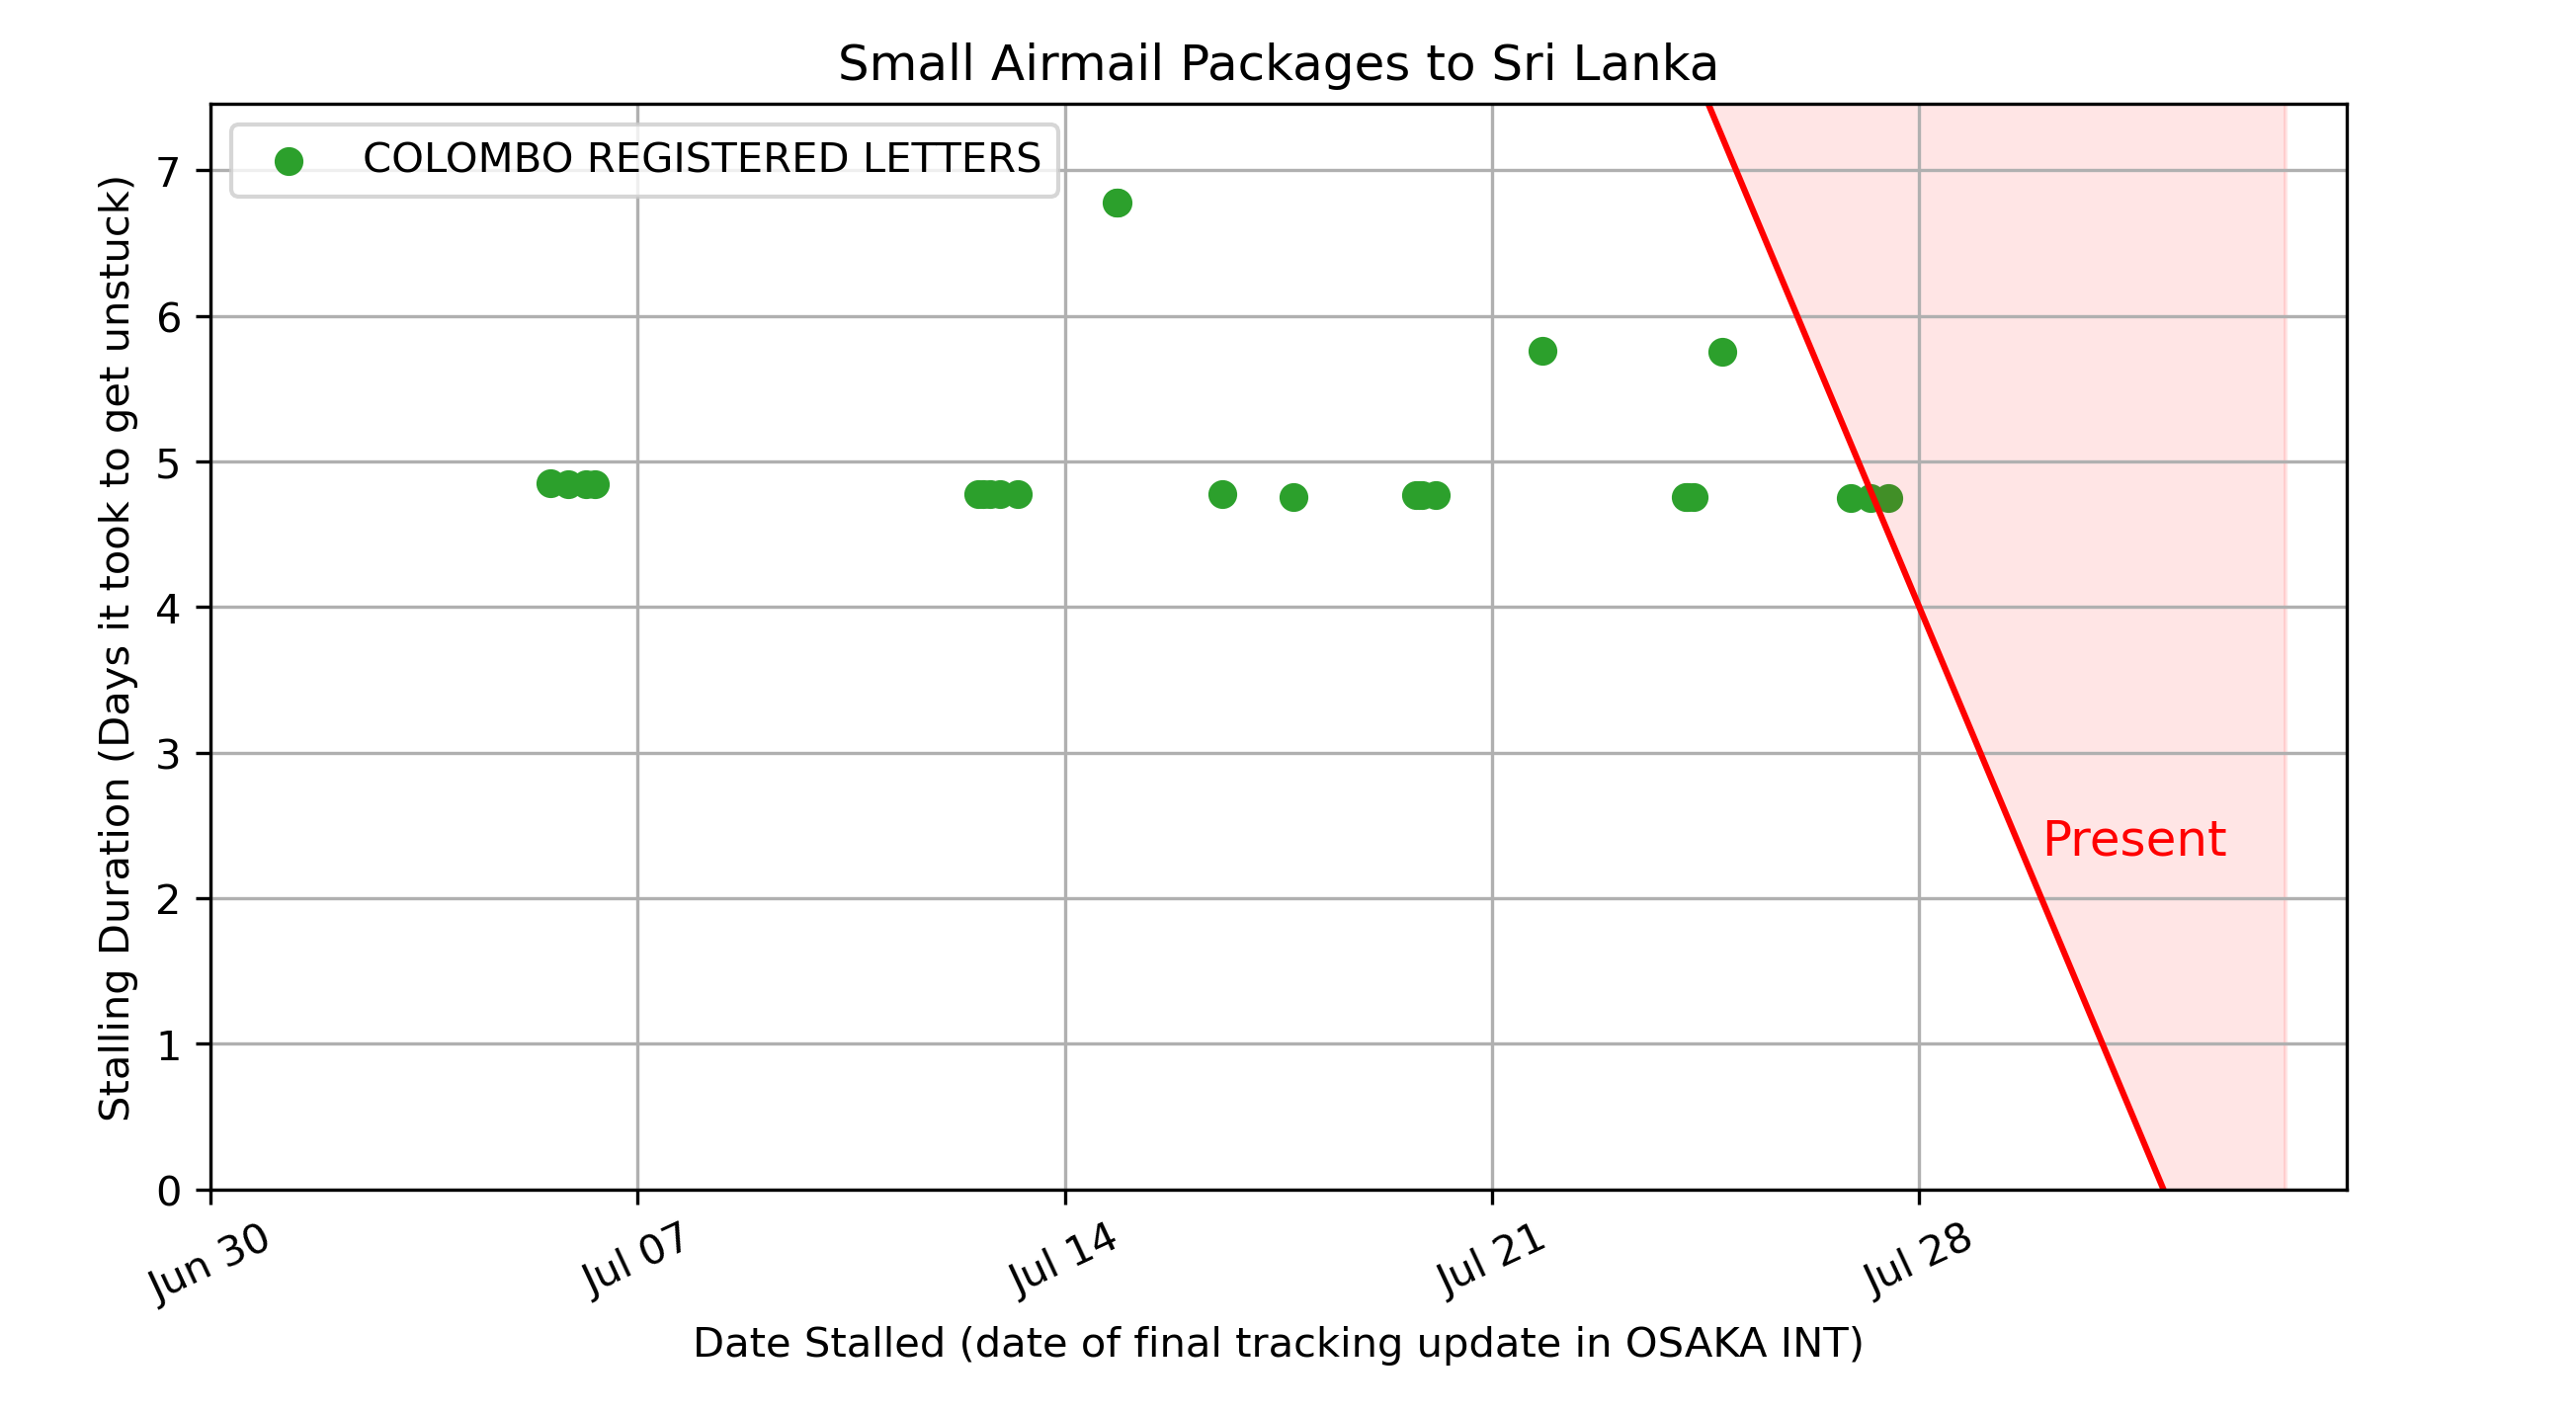 Small Airmail Packages to Sri Lanka
COLOMBO REGISTERED LETTERS
Stalling Duration (Days it took to get unstuck)
7
6
5
4
3
2
1
0
Present
Jun 30
Jul 07
Jul 14
Jul 21
Jul 28
Date Stalled (date of final tracking update in OSAKA INT)